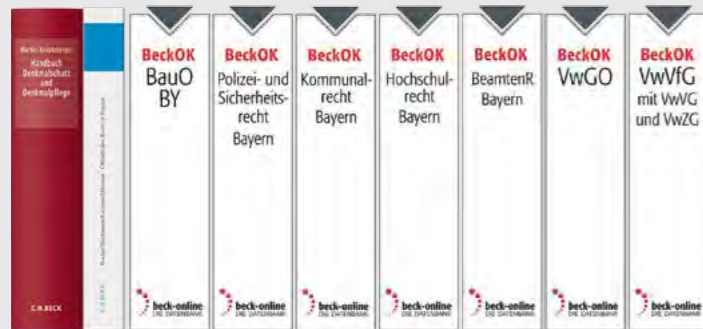 Handbuch
Denkmalschutz
und
Denkmalpflege
C.H.BECK
BeckOK
BauO
BY
beck-online
DIE DATENBANK
BeckOK
Polizei- und
Sicherheits-
recht
Bayern
beck-online
DIE DATENBANK
BeckOK
Kommunal-
recht
Bayern
beck-online
DIE DATENBANK
BeckOK
Hochschul-
recht
Bayern
beck-online
DIE DATENBANK
BeckOK
BeamtenR
Bayern
beck-online
DIE DATENBANK
BeckOK
VwGO
beck-online
DIE DATENBANK
BeckOK
VwVfG
mit VwVG
und VwZG
beck-online
DIE DATENBANK